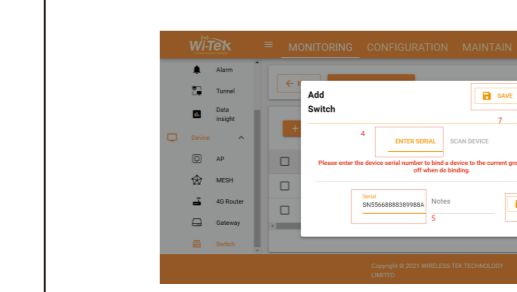 Wi-Tek
MONITORING CONFIGURATION MAINTAIN
Alarm
Tunnel
Data
Insight
Device
AP
MESH
4G Router
Gateway
Switch
Add
Switch
SAVE
7
4
ENTER SERIAL SCAN DEVICE
Please enter the device serial number to bind a device to the current gro
off when do binding.
Serial
SN55668888389988A
Notes
5
Copyright © 2021 WIRELESS TEK TECHNOLOGY
LIMITED